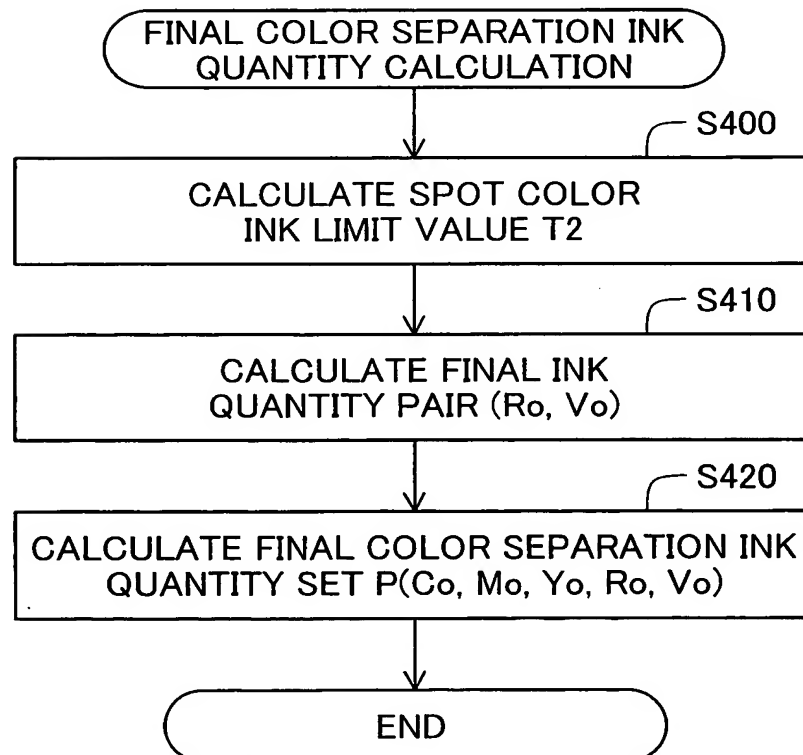 FINAL COLOR SEPARATION INK
QUANTITY CALCULATION
S400
CALCULATE SPOT COLOR
INK LIMIT VALUE T2
S410
CALCULATE FINAL INK
QUANTITY PAIR (Ro, Vo)
S420
CALCULATE FINAL COLOR SEPARATION INK
QUANTITY SET P(Co, Mo, Yo, Ro, Vo)
END